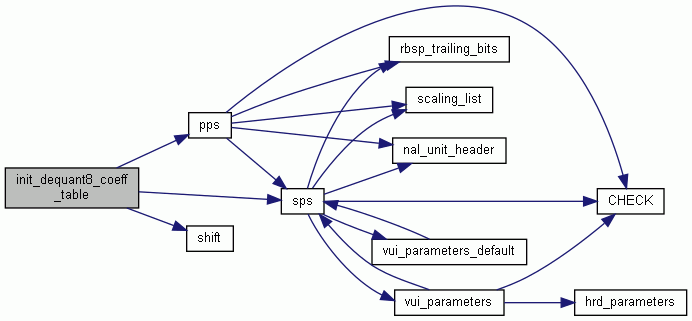 rbsp_trailing_bits
scaling_list
pps
nal_unit_header
init_dequant8_coeff
_table
sps
CHECK
shift
vui_parameters_default
vui_parameters
hrd_parameters